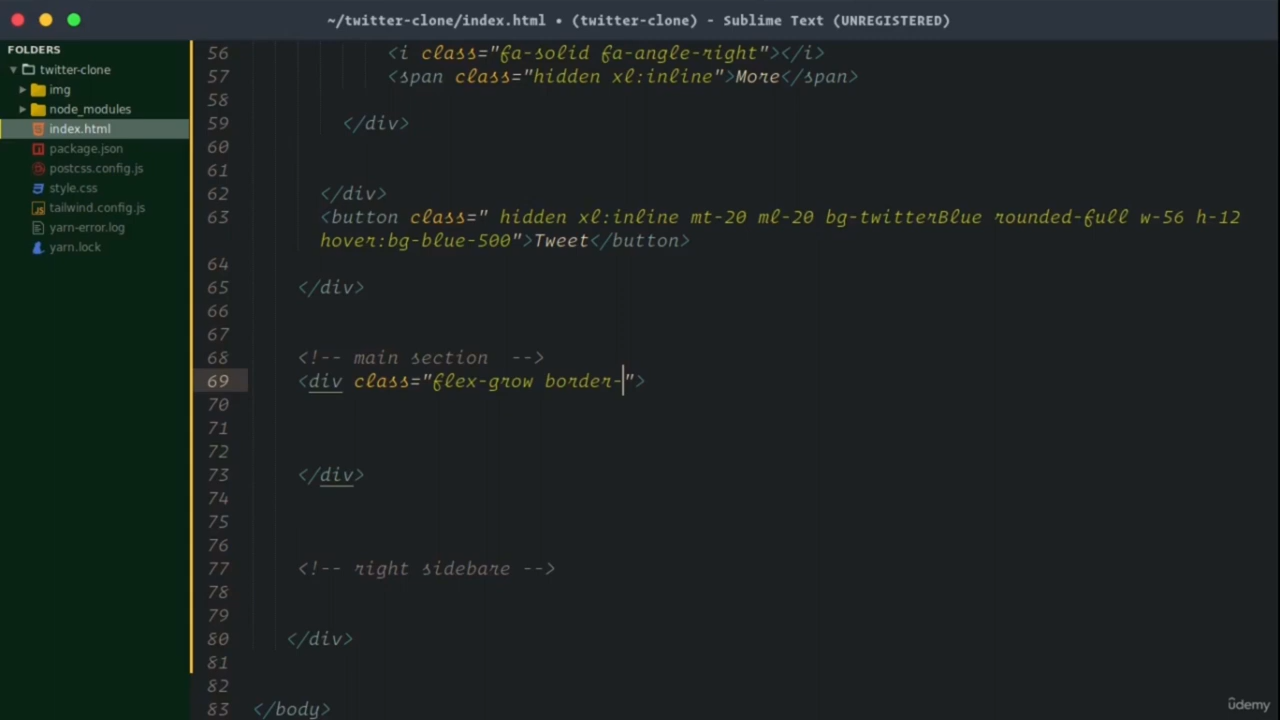 ~/twitter-clone/index.html • (twitter-clone) - Sublime Text (UNREGISTERED)
FOLDERS
twitter-clone
img
node_modules
index.html
package.json
postcss.config.js
style.css
tailwind.config.js
yarn-error.log
yarn.lock
56 <i class="fa-solid fa-angle-right"></i>
57 <span class="hidden xl:inline">More</span>
58
59 </div>
60
61
62 </div>
63 <button class=" hidden xl:inline mt-20 ml-20 bg-twitterBlue rounded-full w-56 h-12
hover:bg-blue-500">Tweet</button>
64
65 </div>
66
67
68 <!-- main section  -->
69 <div class="flex-grow border-">
70
71
72
73 </div>
74
75
76
77 <!-- right sidebare -->
78
79
80 </div>
81
82
83 </body>
ûdemy